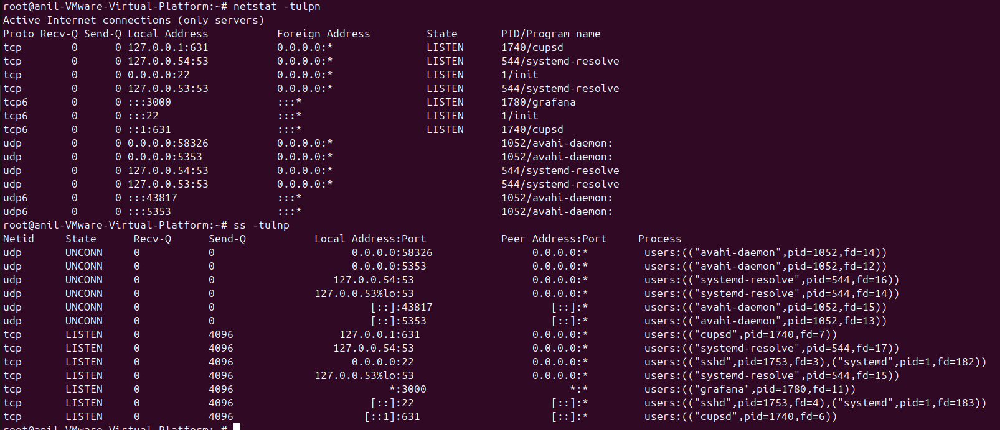 root@anil-VMware-Virtual-Platform:~# netstat -tulpn
Active Internet connections (only servers)
Proto Recv-Q Send-Q Local Address           Foreign Address         State       PID/Program name
tcp        0      0 127.0.0.1:631           0.0.0.0:*               LISTEN      1740/cupsd
tcp        0      0 127.0.0.54:53           0.0.0.0:*               LISTEN      544/systemd-resolve
tcp        0      0 0.0.0.0:22              0.0.0.0:*               LISTEN      1/init
tcp        0      0 127.0.0.53:53           0.0.0.0:*               LISTEN      544/systemd-resolve
tcp6       0      0 :::3000                 :::*                    LISTEN      1780/grafana
tcp6       0      0 :::22                   :::*                    LISTEN      1/init
tcp6       0      0 ::1:631                 :::*                    LISTEN      1740/cupsd
udp        0      0 0.0.0.0:58326           0.0.0.0:*                           1052/avahi-daemon:
udp        0      0 0.0.0.0:5353            0.0.0.0:*                           1052/avahi-daemon:
udp        0      0 127.0.0.54:53           0.0.0.0:*                           544/systemd-resolve
udp        0      0 127.0.0.53:53           0.0.0.0:*                           544/systemd-resolve
udp6       0      0 :::43817                :::*                                1052/avahi-daemon:
udp6       0      0 :::5353                 :::*                                1052/avahi-daemon:
root@anil-VMware-Virtual-Platform:~# ss -tulnp
Netid     State     Recv-Q      Send-Q           Local Address:Port            Peer Address:Port     Process
udp       UNCONN     0           0                      0.0.0.0:58326                0.0.0.0:*         users:(("avahi-daemon",pid=1052,fd=14))
udp       UNCONN     0           0                      0.0.0.0:5353                 0.0.0.0:*         users:(("avahi-daemon",pid=1052,fd=12))
udp       UNCONN     0           0                   127.0.0.54:53                   0.0.0.0:*         users:(("systemd-resolve",pid=544,fd=16))
udp       UNCONN     0           0                127.0.0.53%lo:53                   0.0.0.0:*         users:(("systemd-resolve",pid=544,fd=14))
udp       UNCONN     0           0                         [::]:43817                   [::]:*         users:(("avahi-daemon",pid=1052,fd=15))
udp       UNCONN     0           0                         [::]:5353                    [::]:*         users:(("avahi-daemon",pid=1052,fd=13))
tcp       LISTEN     0           4096                 127.0.0.1:631                  0.0.0.0:*         users:(("cupsd",pid=1740,fd=7))
tcp       LISTEN     0           4096                127.0.0.54:53                   0.0.0.0:*         users:(("systemd-resolve",pid=544,fd=17))
tcp       LISTEN     0           4096                   0.0.0.0:22                   0.0.0.0:*         users:(("sshd",pid=1753,fd=3),("systemd",pid=1,fd=182))
tcp       LISTEN     0           4096             127.0.0.53%lo:53                   0.0.0.0:*         users:(("systemd-resolve",pid=544,fd=15))
tcp       LISTEN     0           4096                         *:3000                       *:*         users:(("grafana",pid=1780,fd=11))
tcp       LISTEN     0           4096                      [::]:22                      [::]:*         users:(("sshd",pid=1753,fd=4),("systemd",pid=1,fd=183))
tcp       LISTEN     0           4096                     [::1]:631                     [::]:*         users:(("cupsd",pid=1740,fd=6))
root@anil-VMware-Virtual-Platform:~#